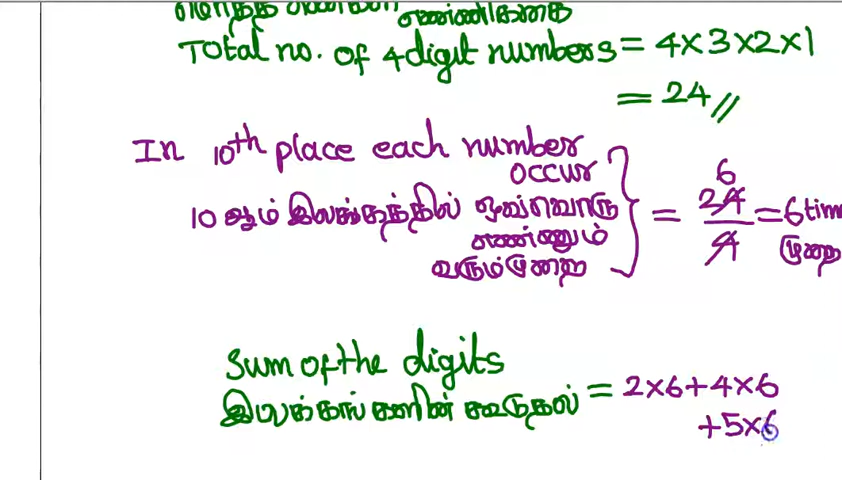 Total no. of 4 digit numbers = 4×3×2×1
= 24 //
In 10th place each number
occur
10 ஆம் இலக்கத்தில் ஒவ்வொரு
எண்ணும்
வரும் முறை
= 24/4 = 6 tim
6
முறை
Sum of the digits
இலக்கங்களின் கூடுதல் = 2×6+4×6
+5×6